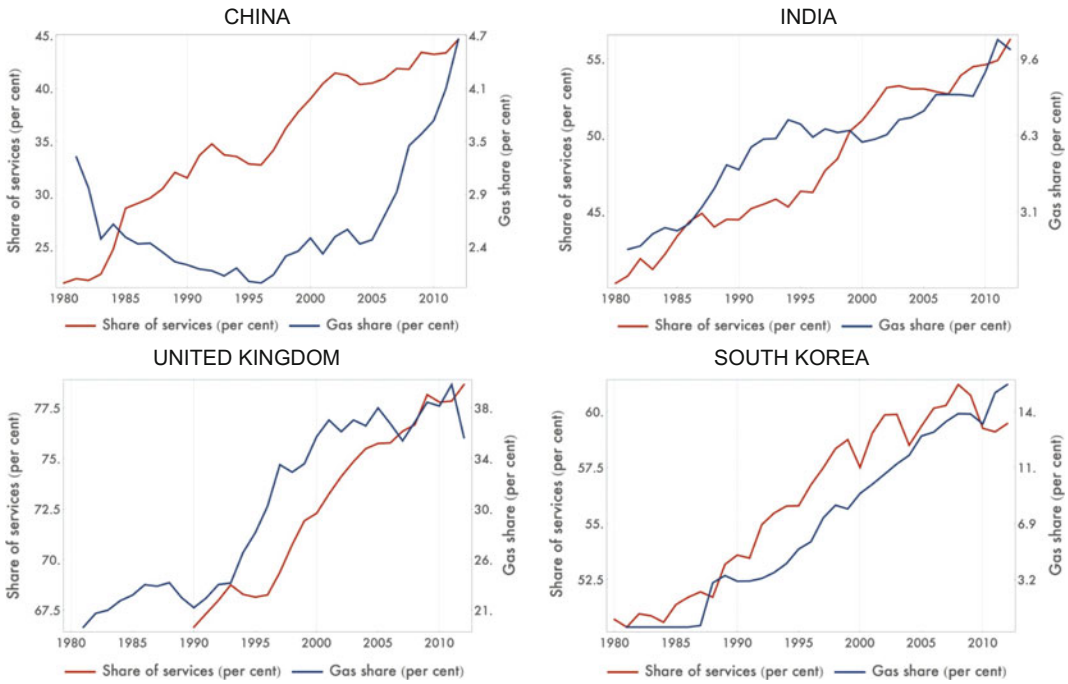 CHINA
INDIA
Share of services (per cent)
45.
40.
35.
30.
25.
4.7
4.1
3.5
2.9
2.4
Gas share (per cent)
1980 1985 1990 1995 2000 2005 2010
Share of services (per cent) Gas share (per cent)
Share of services (per cent)
55.
50.
45.
9.6
6.3
3.1
Gas share (per cent)
1980 1985 1990 1995 2000 2005 2010
Share of services (per cent) Gas share (per cent)
UNITED KINGDOM
SOUTH KOREA
Share of services (per cent)
77.5
75.
72.5
70.
67.5
38.
34.
30.
26.
21.
Gas share (per cent)
1980 1985 1990 1995 2000 2005 2010
Share of services (per cent) Gas share (per cent)
Share of services (per cent)
60.
57.5
55.
52.5
14.
11.
6.9
3.2
Gas share (per cent)
1980 1985 1990 1995 2000 2005 2010
Share of services (per cent) Gas share (per cent)